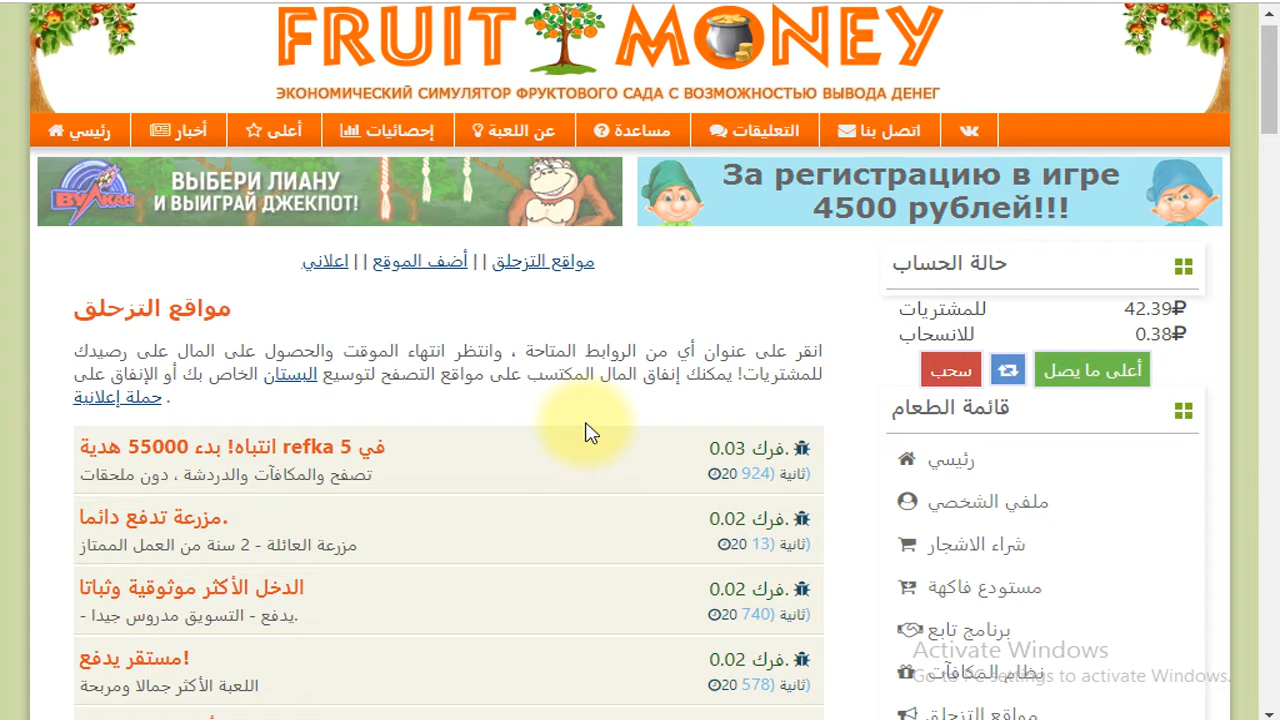 FRUIT MONEY
ЭКОНОМИЧЕСКИЙ СИМУЛЯТОР ФРУКТОВОГО САДА С ВОЗМОЖНОСТЬЮ ВЫВОДА ДЕНЕГ
رئيسي
أخبار
أعلى
إحصائيات
عن اللعبة
مساعدة
التعليقات
اتصل بنا
ВУЛКАН
ВЫБЕРИ ЛИАНУ
И ВЫИГРАЙ ДЖЕКПОТ!
За регистрацию в игре
4500 рублей!!!
مواقع التزحلق | | أضف الموقع | | اعلاني
مواقع التزحلق
انقر على عنوان أي من الروابط المتاحة ، وانتظر انتهاء الموقت والحصول على المال على رصيدك
للمشتريات! يمكنك إنفاق المال المكتسب على مواقع التصفح لتوسيع البستان الخاص بك أو الإنفاق على
حملة إعلانية .
في refka 5 انتباه! بدء 55000 هدية
0.03 فرك.
تصفح والمكافآت والدردشة ، دون ملحقات
20 ثانية (924)
مزرعة تدفع دائما.
0.02 فرك.
مزرعة العائلة - 2 سنة من العمل الممتاز
20 ثانية (13)
الدخل الأكثر موثوقية وثباتا
0.02 فرك.
يدفع - التسويق مدروس جيدا -.
20 ثانية (740)
مستقر يدفع!
0.02 فرك.
اللعبة الأكثر جمالا ومربحة
20 ثانية (578)
حالة الحساب
للمشتريات 42.39₽
للانسحاب 0.38₽
سحب
أعلى ما يصل
قائمة الطعام
رئيسي
ملفي الشخصي
شراء الاشجار
مستودع فاكهة
برنامج تابع
نظام المكافآت
مواقع التزحلق
Activate Windows
Go to PC settings to activate Windows.